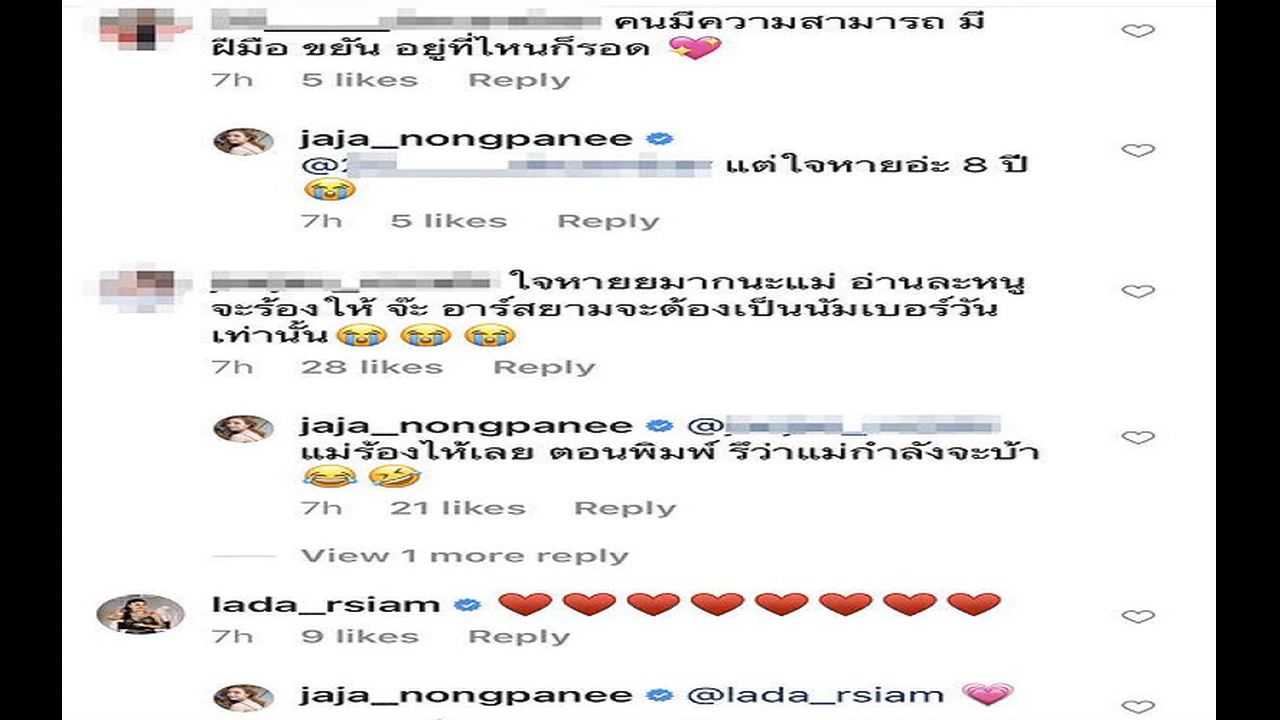 คนมีความสามารถ มี
ฝีมือ ขยัน อยู่ที่ไหนก็รอด 💖
7h 5 likes Reply
jaja_nongpanee
@ แต่ใจหายอ่ะ 8 ปี
😭
7h 5 likes Reply
ใจหายยมากนะแม่ อ่านละหนู
จะร้องให้ จ๊ะ อาร์สยามจะต้องเป็นนัมเบอร์วัน
เท่านั้น😭 😭 😭
7h 28 likes Reply
jaja_nongpanee @
แม่ร้องไห้เลย ตอนพิมพ์ รึว่าแม่กำลังจะบ้า
😂 🤣
7h 21 likes Reply
View 1 more reply
lada_rsiam ❤️ ❤️ ❤️ ❤️ ❤️ ❤️ ❤️ ❤️
7h 9 likes Reply
jaja_nongpanee @lada_rsiam 💗